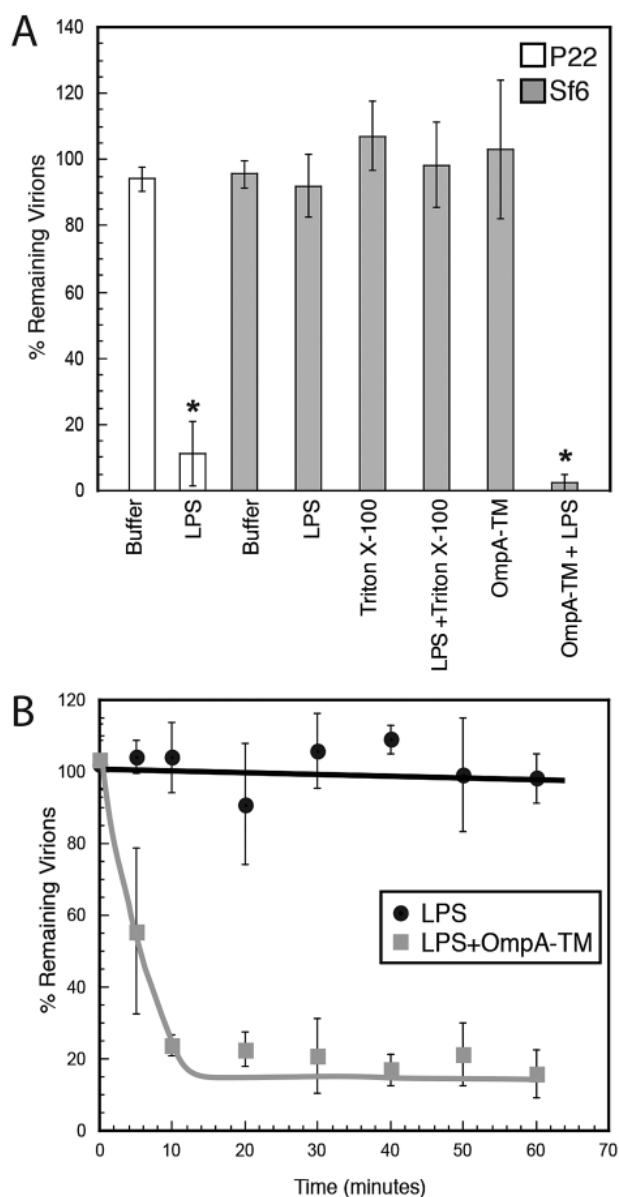 A
140
P22
Sf6
120
100
80
60
40
20
0
% Remaining Virions
*
*
Buffer
LPS
Buffer
LPS
Triton X-100
LPS +Triton X-100
OmpA-TM
OmpA-TM + LPS
B
120
100
80
60
40
20
0
% Remaining Virions
LPS
LPS+OmpA-TM
0 10 20 30 40 50 60 70
Time (minutes)